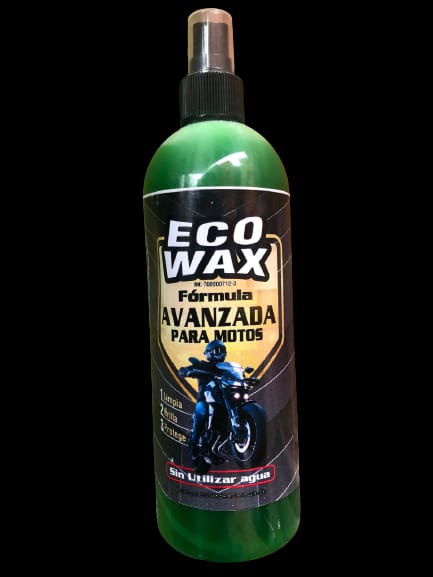 ECO
WAX
Fórmula
AVANZADA
PARA MOTOS
1 Limpia
2 Brilla
3 Protege
Sin Utilizar agua